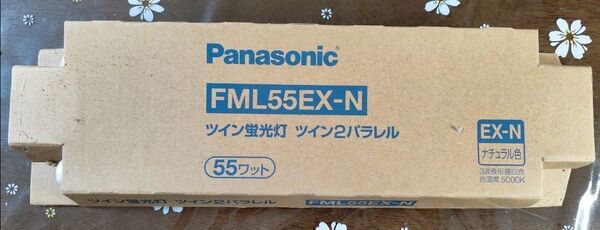 Panasonic
FML55EX-N
ツイン蛍光灯 ツイン2パラレル
55ワット
EX-N
ナチュラル色
3波長形昼白色
色温度 5000K
ツイン蛍光灯 ツイン2パラレル FML55EX-N